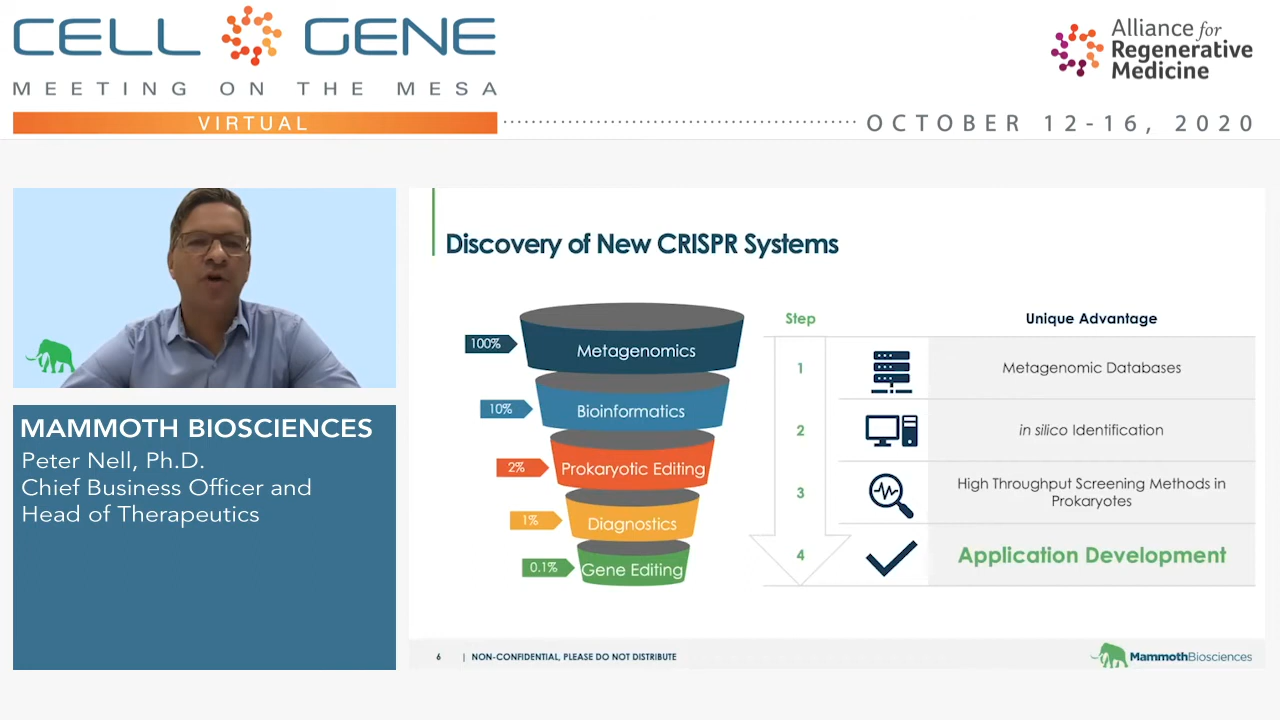 CELL GENE
MEETING ON THE MESA
VIRTUAL
Alliance for
Regenerative
Medicine
OCTOBER 12-16, 2020
MAMMOTH BIOSCIENCES
Peter Nell, Ph.D.
Chief Business Officer and
Head of Therapeutics
Discovery of New CRISPR Systems
100%
Metagenomics
10%
Bioinformatics
2%
Prokaryotic Editing
1%
Diagnostics
0.1%
Gene Editing
Step
Unique Advantage
1
Metagenomic Databases
2
in silico Identification
3
High Throughput Screening Methods in
Prokaryotes
4
Application Development
6 | NON-CONFIDENTIAL, PLEASE DO NOT DISTRIBUTE
MammothBiosciences